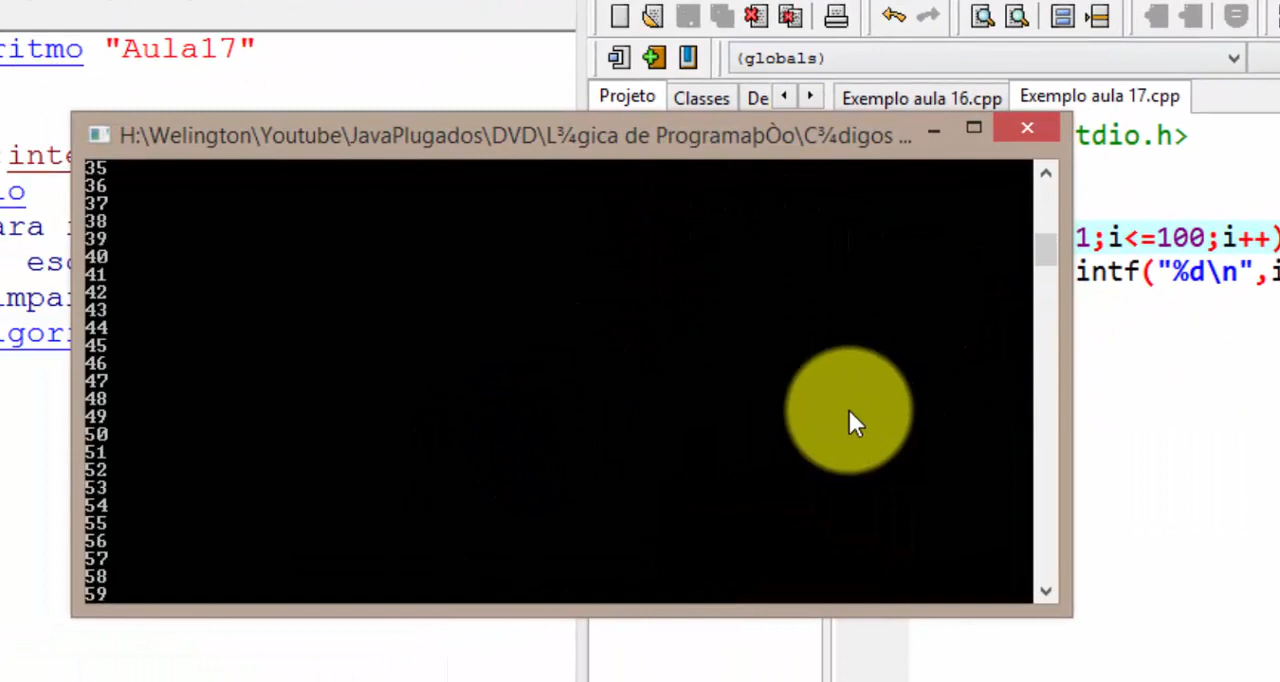 ritmo "Aula17"
(globals)
Projeto Classes De Exemplo aula 16.cpp Exemplo aula 17.cpp
H:\Welington\Youtube\JavaPlugados\DVD\L¾gica de ProgramaþÒo\C¾digos ...
tdio.h>
:inte
io
ara
esc
impar
lgori
1;i<=100;i++)
intf("%d\n",i
35
36
37
38
39
40
41
42
43
44
45
46
47
48
49
50
51
52
53
54
55
56
57
58
59